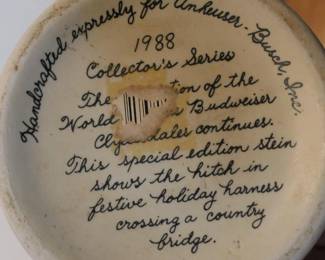 Handcrafted expressly for Anheuser-Busch, Inc.
1988
Collector's Series
The tion of the
World Budweiser
Clydesdales continues.
This special edition stein
shows the hitch in
festive holiday harness
crossing a country
bridge.